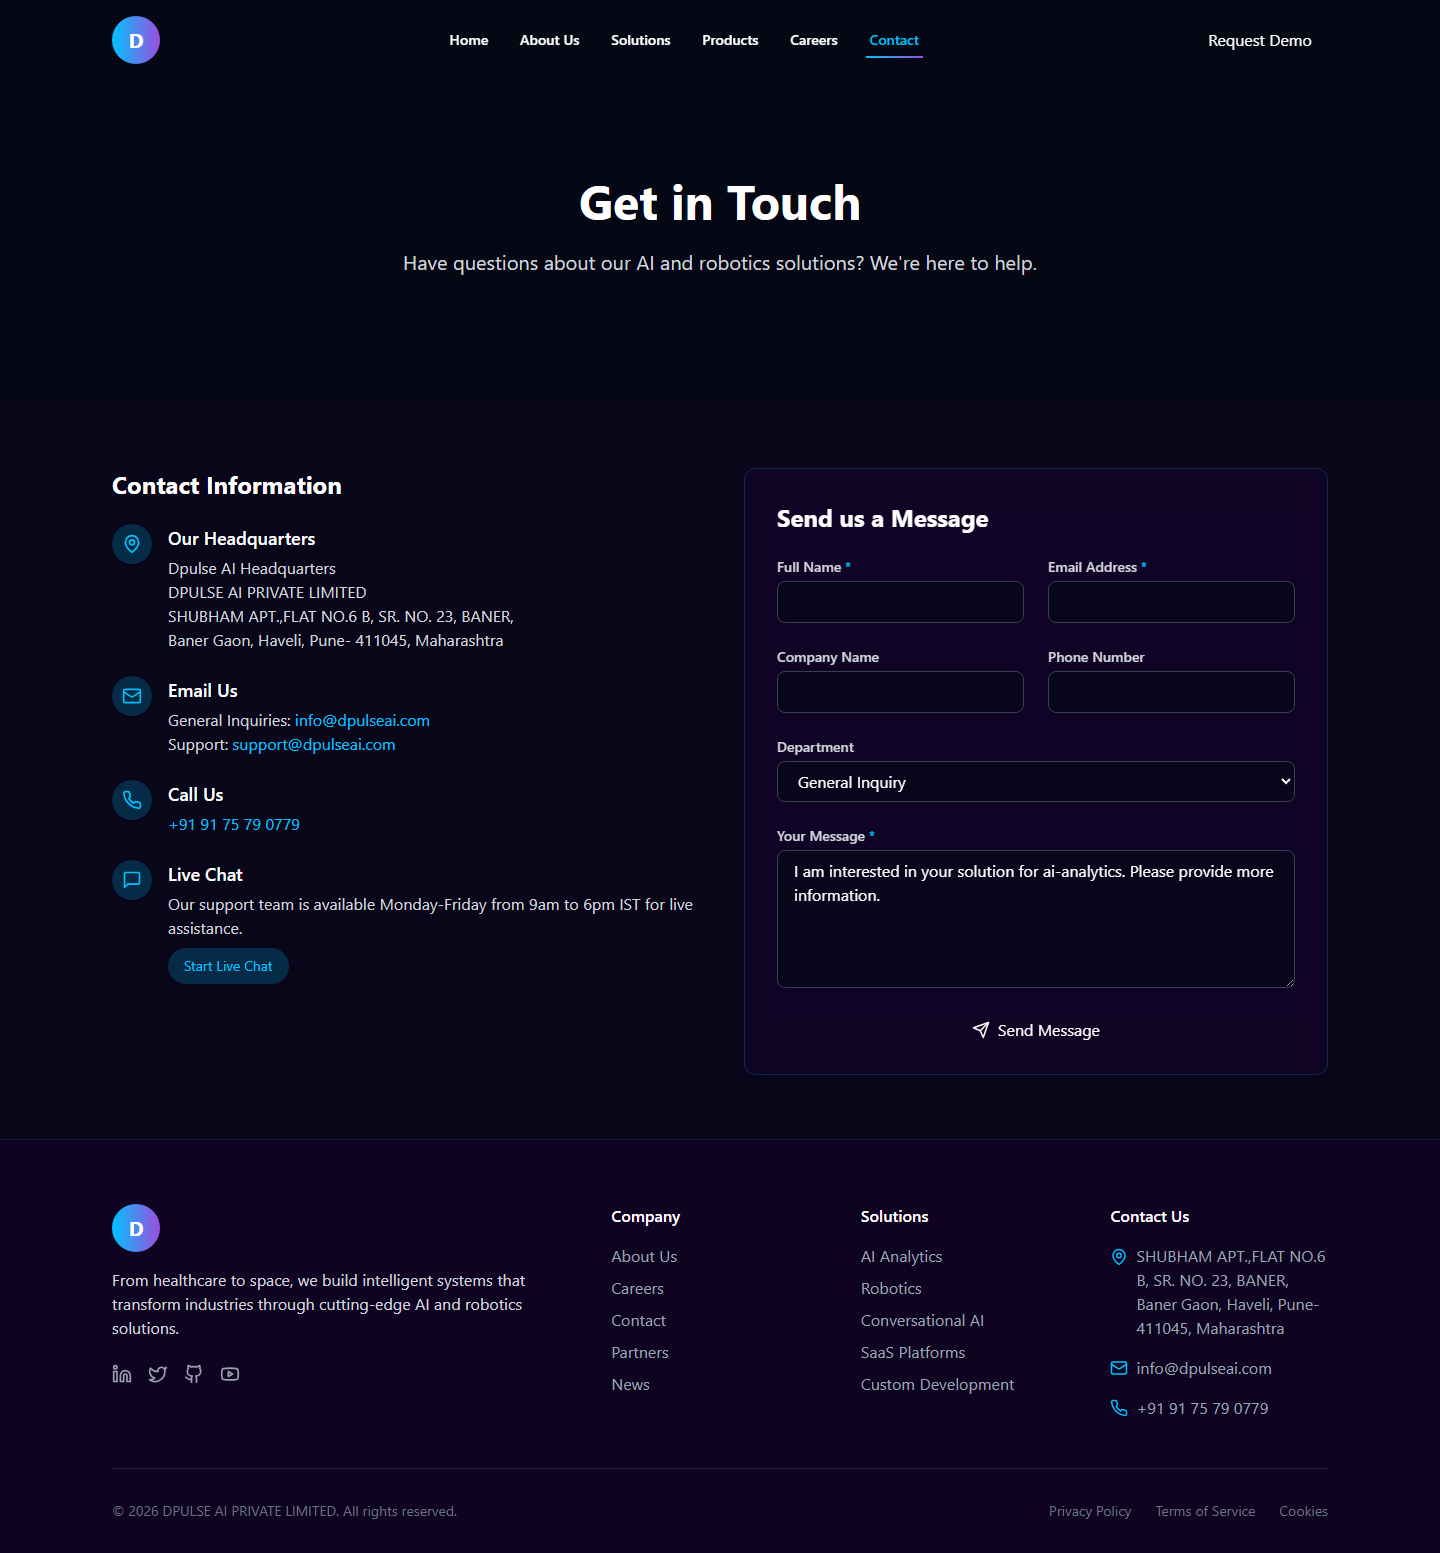 D
Home
About Us
Solutions
Products
Careers
Contact
Request Demo
Get in Touch
Have questions about our AI and robotics solutions? We're here to help.
Contact Information
Our Headquarters
Dpulse AI Headquarters
DPULSE AI PRIVATE LIMITED
SHUBHAM APT.,FLAT NO.6 B, SR. NO. 23, BANER,
Baner Gaon, Haveli, Pune- 411045, Maharashtra
Email Us
General Inquiries: info@dpulseai.com
Support: support@dpulseai.com
Call Us
+91 91 75 79 0779
Live Chat
Our support team is available Monday-Friday from 9am to 6pm IST for live
assistance.
Start Live Chat
Send us a Message
Full Name *
Email Address *
Company Name
Phone Number
Department
General Inquiry
Your Message *
I am interested in your solution for ai-analytics. Please provide more
information.
Send Message
D
From healthcare to space, we build intelligent systems that
transform industries through cutting-edge AI and robotics
solutions.
Company
About Us
Careers
Contact
Partners
News
Solutions
AI Analytics
Robotics
Conversational AI
SaaS Platforms
Custom Development
Contact Us
SHUBHAM APT.,FLAT NO.6
B, SR. NO. 23, BANER,
Baner Gaon, Haveli, Pune-
411045, Maharashtra
info@dpulseai.com
+91 91 75 79 0779
© 2026 DPULSE AI PRIVATE LIMITED. All rights reserved.
Privacy Policy
Terms of Service
Cookies